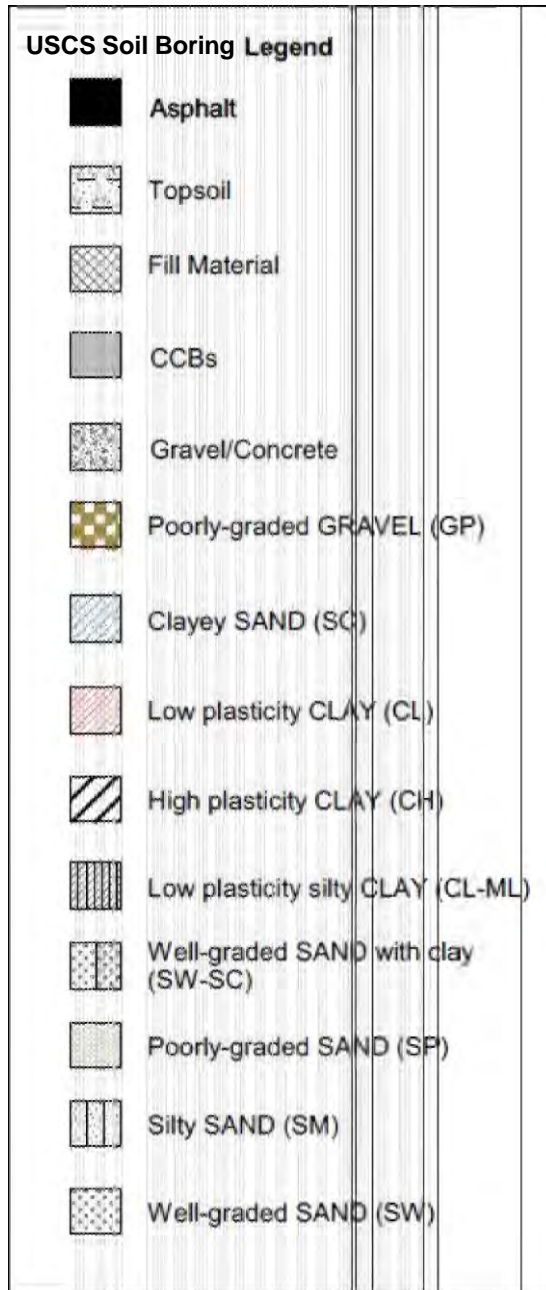 USCS Soil Boring Legend
Asphalt
Topsoil
Fill Material
CCBs
Gravel/Concrete
Poorly-graded GRAVEL (GP)
Clayey SAND (SC)
Low plasticity CLAY (CL)
High plasticity CLAY (CH)
Low plasticity silty CLAY (CL-ML)
Well-graded SAND with clay
(SW-SC)
Poorly-graded SAND (SP)
Silty SAND (SM)
Well-graded SAND (SW)